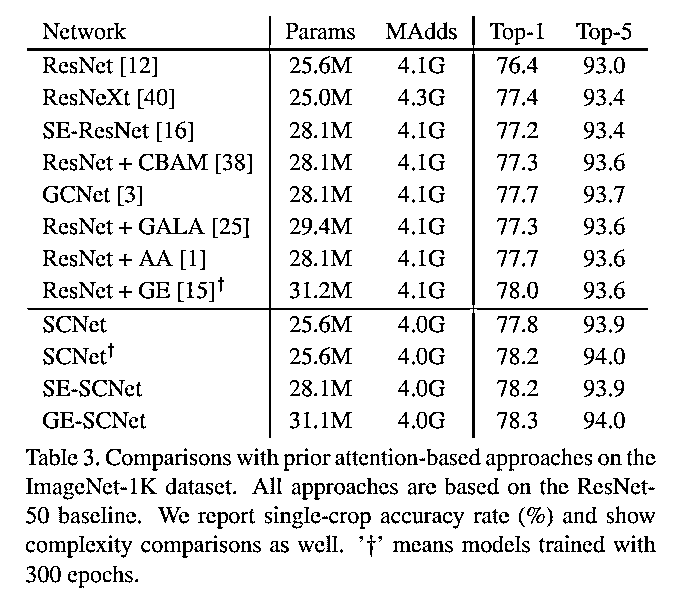 Network Params MAdds Top-1 Top-5
ResNet [12] 25.6M 4.1G 76.4 93.0
ResNeXt [40] 25.0M 4.3G 77.4 93.4
SE-ResNet [16] 28.1M 4.1G 77.2 93.4
ResNet + CBAM [38] 28.1M 4.1G 77.3 93.6
GCNet [3] 28.1M 4.1G 77.7 93.7
ResNet + GALA [25] 29.4M 4.1G 77.3 93.6
ResNet + AA [1] 28.1M 4.1G 77.7 93.6
ResNet + GE [15]† 31.2M 4.1G 78.0 93.6
SCNet 25.6M 4.0G 77.8 93.9
SCNet† 25.6M 4.0G 78.2 94.0
SE-SCNet 28.1M 4.0G 78.2 93.9
GE-SCNet 31.1M 4.0G 78.3 94.0
Table 3. Comparisons with prior attention-based approaches on the
ImageNet-1K dataset. All approaches are based on the ResNet-
50 baseline. We report single-crop accuracy rate (%) and show
complexity comparisons as well. '†' means models trained with
300 epochs.